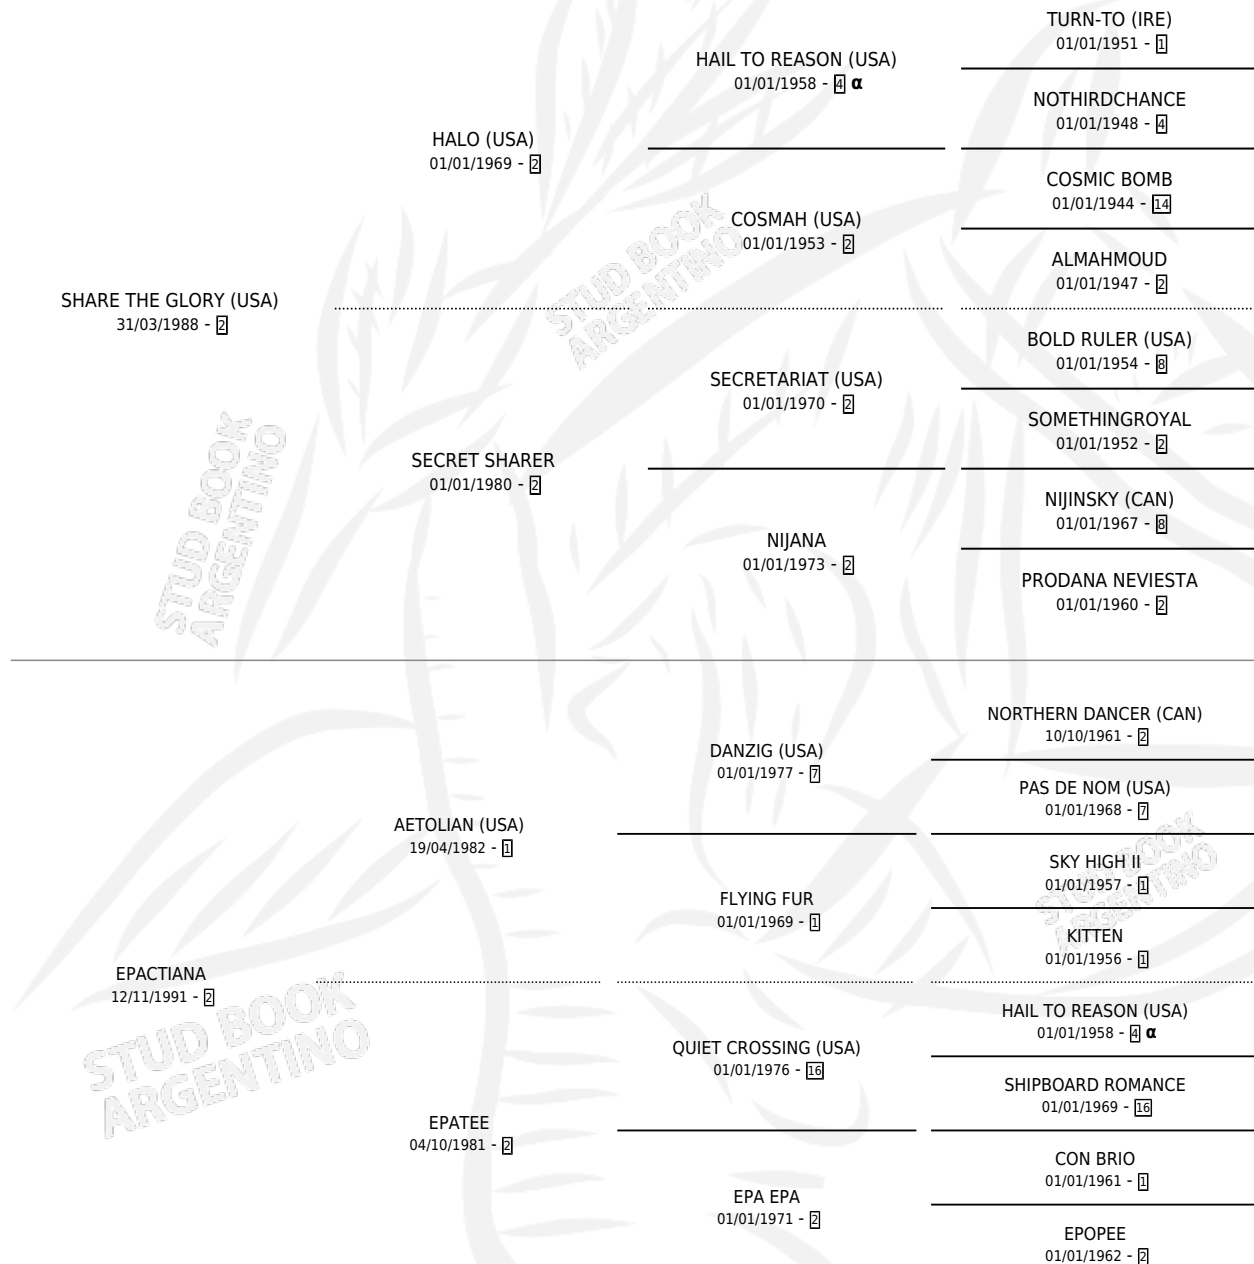 TURN-TO (IRE)
01/01/1951 - 1
HAIL TO REASON (USA)
01/01/1958 - 4 α
NOTHIRDCHANCE
01/01/1948 - 4
HALO (USA)
01/01/1969 - 2
COSMIC BOMB
01/01/1944 - 14
COSMAH (USA)
01/01/1953 - 2
ALMAHMOUD
01/01/1947 - 2
SHARE THE GLORY (USA)
31/03/1988 - 2
BOLD RULER (USA)
01/01/1954 - 8
SECRETARIAT (USA)
01/01/1970 - 2
SOMETHINGROYAL
01/01/1952 - 2
SECRET SHARER
01/01/1980 - 2
NIJINSKY (CAN)
01/01/1967 - 8
NIJANA
01/01/1973 - 2
PRODANA NEVIESTA
01/01/1960 - 2
NORTHERN DANCER (CAN)
10/10/1961 - 2
DANZIG (USA)
01/01/1977 - 7
PAS DE NOM (USA)
01/01/1968 - 7
AETOLIAN (USA)
19/04/1982 - 1
SKY HIGH II
01/01/1957 - 1
FLYING FUR
01/01/1969 - 1
KITTEN
01/01/1956 - 1
EPACTIANA
12/11/1991 - 2
HAIL TO REASON (USA)
01/01/1958 - 4 α
QUIET CROSSING (USA)
01/01/1976 - 16
SHIPBOARD ROMANCE
01/01/1969 - 16
EPATEE
04/10/1981 - 2
CON BRIO
01/01/1961 - 1
EPA EPA
01/01/1971 - 2
EPOPEE
01/01/1962 - 2
STUD BOOK
ARGENTINO
STUD BOOK
ARGENTINO
STUD BOOK
ARGENTINO
STUD BOOK
ARGENTINO